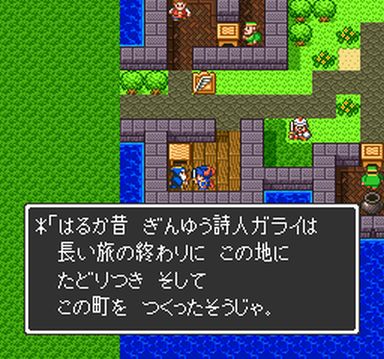 *「はるか昔 ぎんゆう詩人ガライは
長い旅の終わりに この地に
たどりつき そして
この町を つくったそうじゃ。